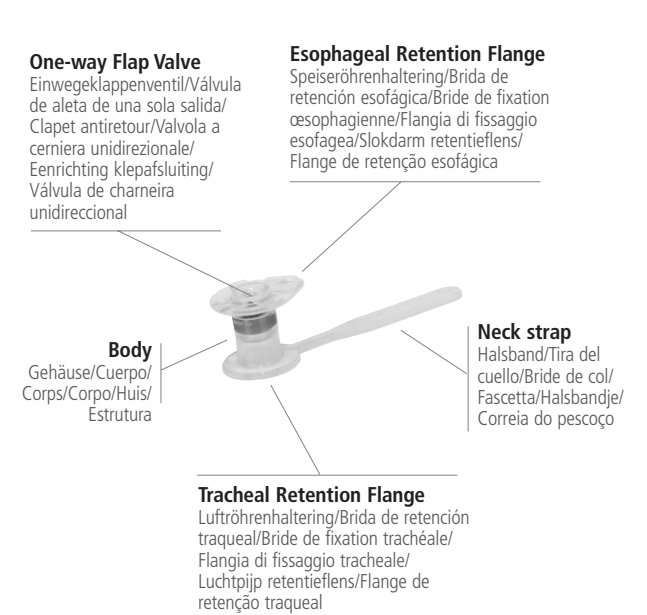 One-way Flap Valve
Einwegeklappenventil/Válvula
de aleta de una sola salida/
Clapet antiretour/Valvola a
cerniera unidirezionale/
Eenrichting klepafsluiting/
Válvula de charneira
unidireccional
Esophageal Retention Flange
Speiseröhrenhaltering/Brida de
retención esofágica/Bride de fixation
œsophagienne/Flangia di fissaggio
esofagea/Slokdarm retentieflens/
Flange de retenção esofágica
Body
Gehäuse/Cuerpo/
Corps/Corpo/Huis/
Estrutura
Neck strap
Halsband/Tira del
cuello/Bride de col/
Fascetta/Halsbandje/
Correia do pescoço
Tracheal Retention Flange
Luftröhrenhaltering/Brida de retención
traqueal/Bride de fixation trachéale/
Flangia di fissaggio tracheale/
Luchtpijp retentieflens/Flange de
retenção traqueal